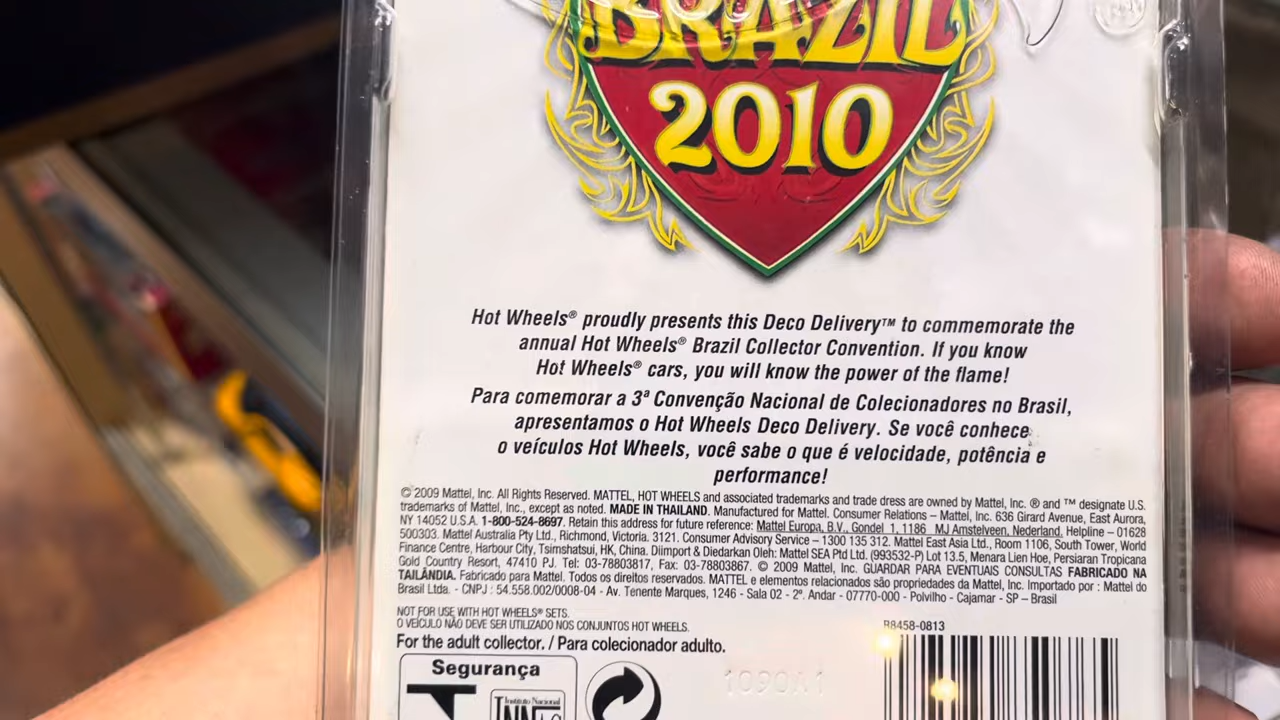 BRAZIL
2010
Hot Wheels® proudly presents this Deco Delivery™ to commemorate the
annual Hot Wheels® Brazil Collector Convention. If you know
Hot Wheels® cars, you will know the power of the flame!
Para comemorar a 3ª Convenção Nacional de Colecionadores no Brasil,
apresentamos o Hot Wheels Deco Delivery. Se você conhece
o veículos Hot Wheels, você sabe o que é velocidade, potência e
performance!
© 2009 Mattel, Inc. All Rights Reserved. MATTEL, HOT WHEELS and associated trademarks and trade dress are owned by Mattel, Inc. ® and ™ designate U.S.
trademarks of Mattel, Inc., except as noted. MADE IN THAILAND. Manufactured for Mattel. Consumer Relations – Mattel, Inc. 636 Girard Avenue, East Aurora,
NY 14052 U.S.A. 1-800-524-8697. Retain this address for future reference: Mattel Europa, B.V., Gondel 1, 1186 MJ Amstelveen, Nederland. Helpline – 01628
500303. Mattel Australia Pty Ltd., Richmond, Victoria. 3121. Consumer Advisory Service – 1300 135 312. Mattel East Asia Ltd., Room 1106, South Tower, World
Finance Centre, Harbour City, Tsimshatsui, HK, China. Diimport & Diedarkan Oleh: Mattel SEA Ptd Ltd. (993532-P) Lot 13.5, Menara Lien Hoe, Persiaran Tropicana
Gold Country Resort, 47410 PJ. Tel: 03-78803817, Fax: 03-78803867. © 2009 Mattel, Inc. GUARDAR PARA EVENTUAIS CONSULTAS FABRICADO NA
TAILÂNDIA. Fabricado para Mattel. Todos os direitos reservados. MATTEL e elementos relacionados são propriedades da Mattel, Inc. Importado por : Mattel do
Brasil Ltda. - CNPJ : 54.558.002/0008-04 - Av. Tenente Marques, 1246 - Sala 02 - 2º. Andar - 07770-000 - Polvilho - Cajamar - SP – Brasil
NOT FOR USE WITH HOT WHEELS® SETS.
O VEÍCULO NÃO DEVE SER UTILIZADO NOS CONJUNTOS HOT WHEELS.
R8458-0813
For the adult collector. / Para colecionador adulto.
Segurança
Instituto Nacional
1090A1